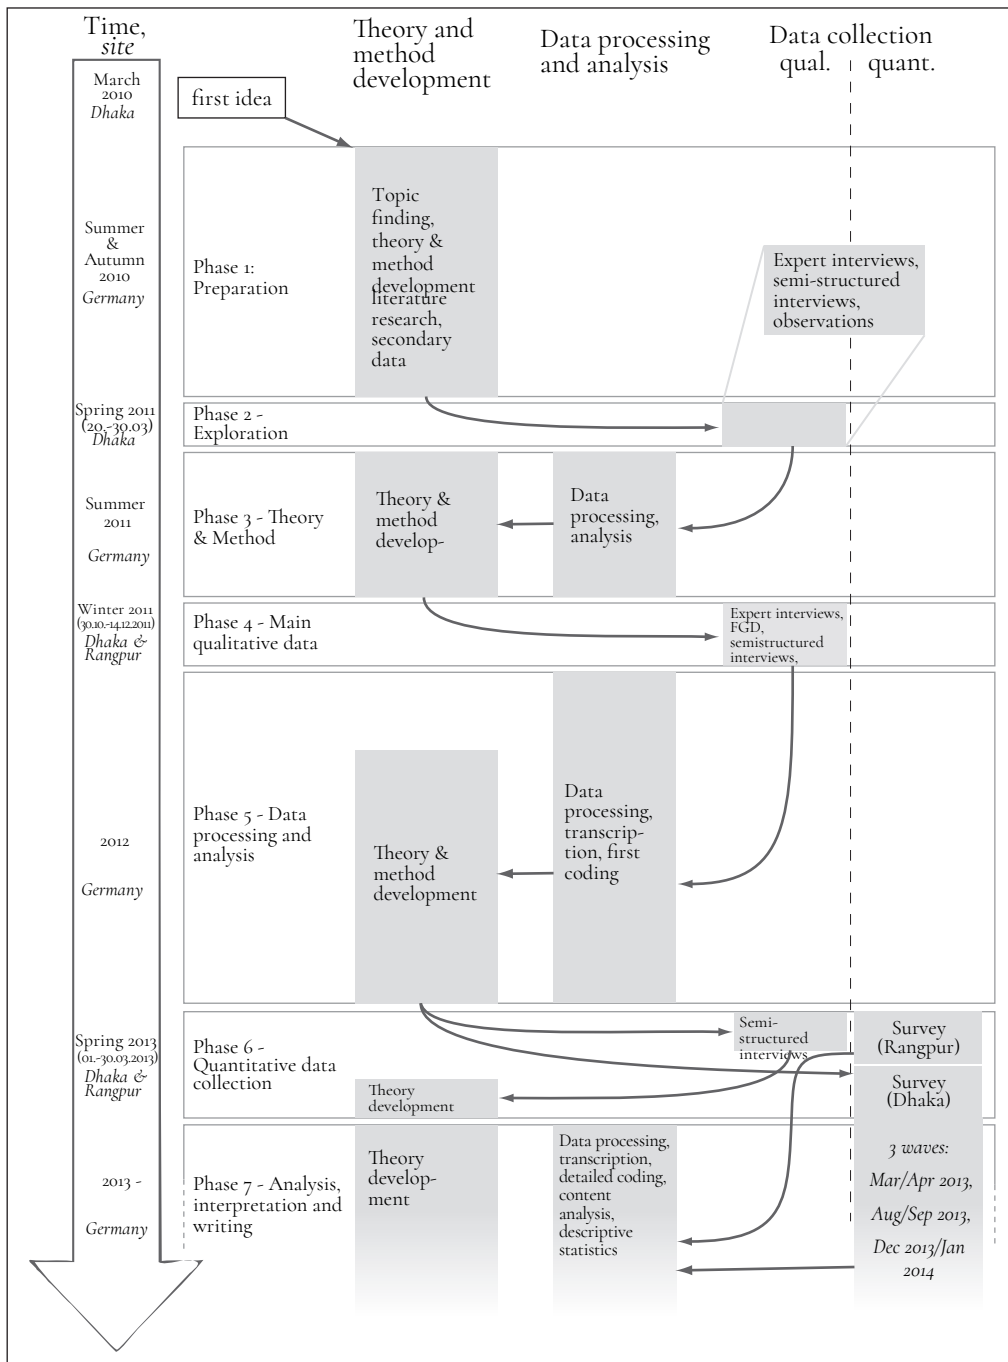 Time,
site
Theory and
method
development
Data processing
and analysis
Data collection
qual.
quant.
March
2010
Dhaka
first idea
Summer
&
Autumn
2010
Germany
Phase 1:
Preparation
Topic
finding,
theory &
method
development
literature
research,
secondary
data
Expert interviews,
semi-structured
interviews,
observations
Spring 2011
(20.-30.03)
Dhaka
Phase 2 -
Exploration
Summer
2011
Germany
Phase 3 - Theory
& Method
Theory &
method
develop-
Data
processing,
analysis
Winter 2011
(30.10.-14.12.2011)
Dhaka &
Rangpur
Phase 4 - Main
qualitative data
Expert interviews,
FGD,
semistructured
interviews,
2012
Germany
Phase 5 - Data
processing and
analysis
Theory &
method
development
Data
processing,
transcrip-
tion, first
coding
Spring 2013
(01.-30.03.2013)
Dhaka &
Rangpur
Phase 6 -
Quantitative data
collection
Theory
development
Semi-
structured
interviews
Survey
(Rangpur)
Survey
(Dhaka)
3 waves:
Mar/Apr 2013,
Aug/Sep 2013,
Dec 2013/Jan
2014
2013 -
Germany
Phase 7 - Analysis,
interpretation and
writing
Theory
develop-
ment
Data processing,
transcription,
detailed coding,
content
analysis,
descriptive
statistics